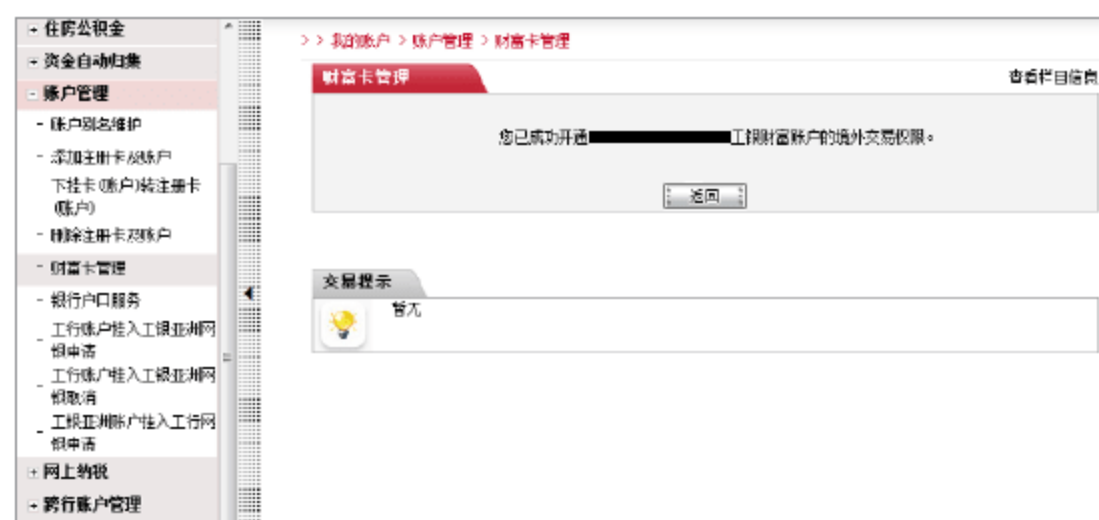 住房公积金
资金自动归集
账户管理
- 账户别名维护
- 添加注册卡及账户
下挂卡(账户)转注册卡
(账户)
- 删除注册卡及账户
- 财富卡管理
- 银行户口服务
- 工行账户挂入工银亚洲网
银申请
- 工行账户挂入工银亚洲网
银取消
- 工银亚洲账户挂入工行网
银申请
网上纳税
跨行账户管理
> > 我的账户 > 账户管理 > 财富卡管理
财富卡管理
查看栏目信息
您已成功开通 工银财富账户的境外交易权限。
返回
交易提示
暂无